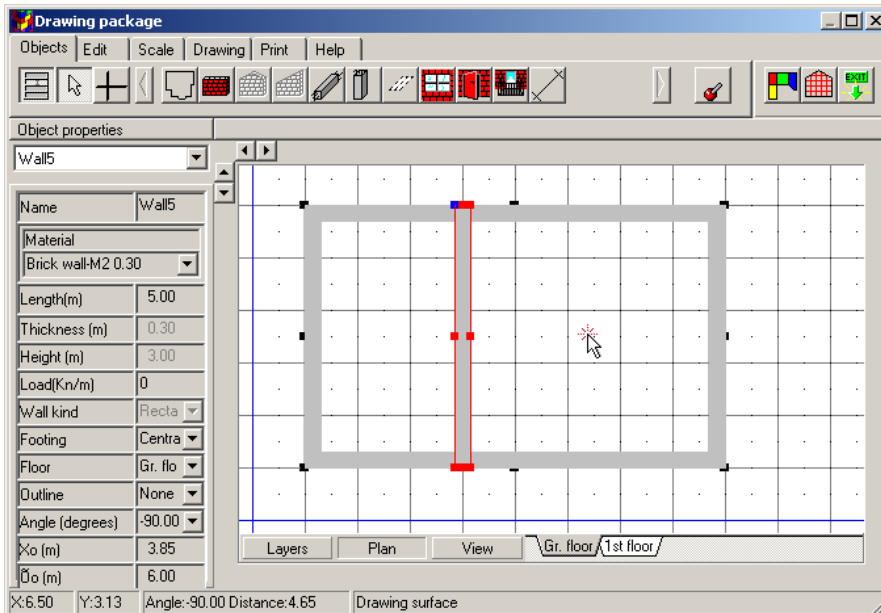 Drawing package
Objects Edit Scale Drawing Print Help
EXIT
Object properties
Wall5
Name Wall5
Material
Brick wall-M2 0.30
Length(m) 5.00
Thickness (m) 0.30
Height (m) 3.00
Load(Kn/m) 0
Wall kind Recta
Footing Centra
Floor Gr. flo
Outline None
Angle (degrees) -90.00
Xo (m) 3.85
Õo (m) 6.00
Layers Plan View Gr. floor 1st floor
X:6.50 Y:3.13 Angle:-90.00 Distance:4.65 Drawing surface